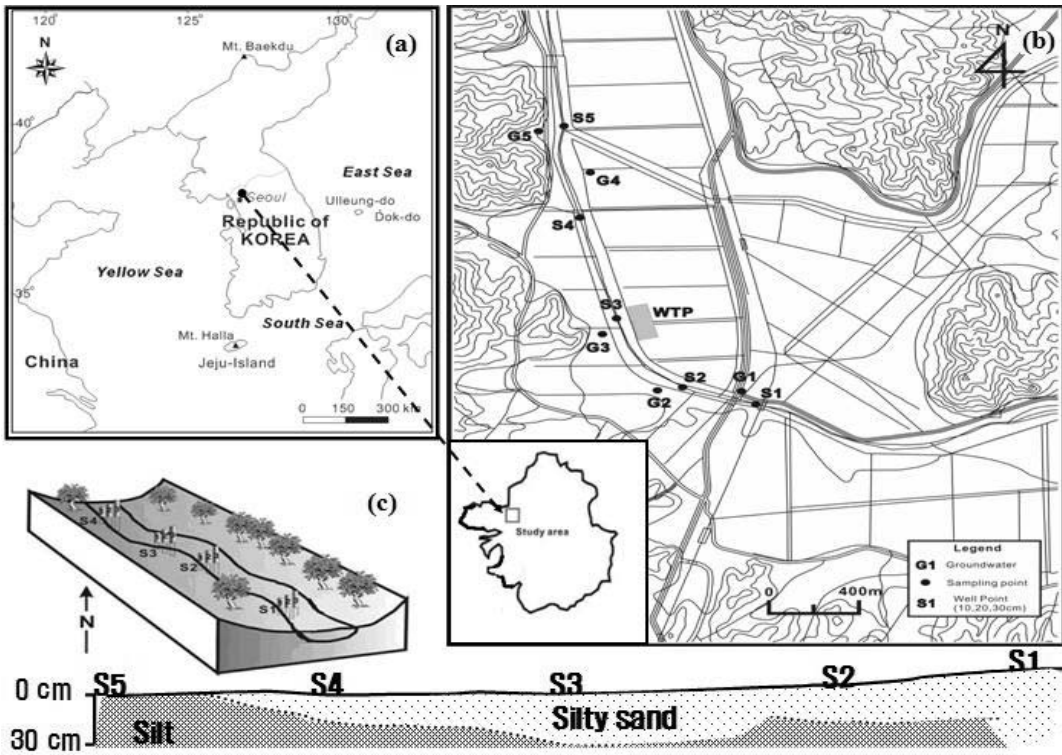 125° 130°
(a)
N
Mt. Baekdu
40°
East Sea
Seoul
Ulleung-do
Dok-do
Republic of
KOREA
Yellow Sea
35°
South Sea
Mt. Halla
China
Jeju-Island
0 150 300 km
(b)
N
S5
G5
G4
S4
S3
WTP
G3
S2
G1
G2
S1
Legend
G1 Groundwater
Sampling point
S1 Well Point
(10,20,30cm)
0 400m
Study area
(c)
S4
S3
S2
S1
N
0 cm S5 S4 S3 S2 S1
Silty sand
Silt
30 cm